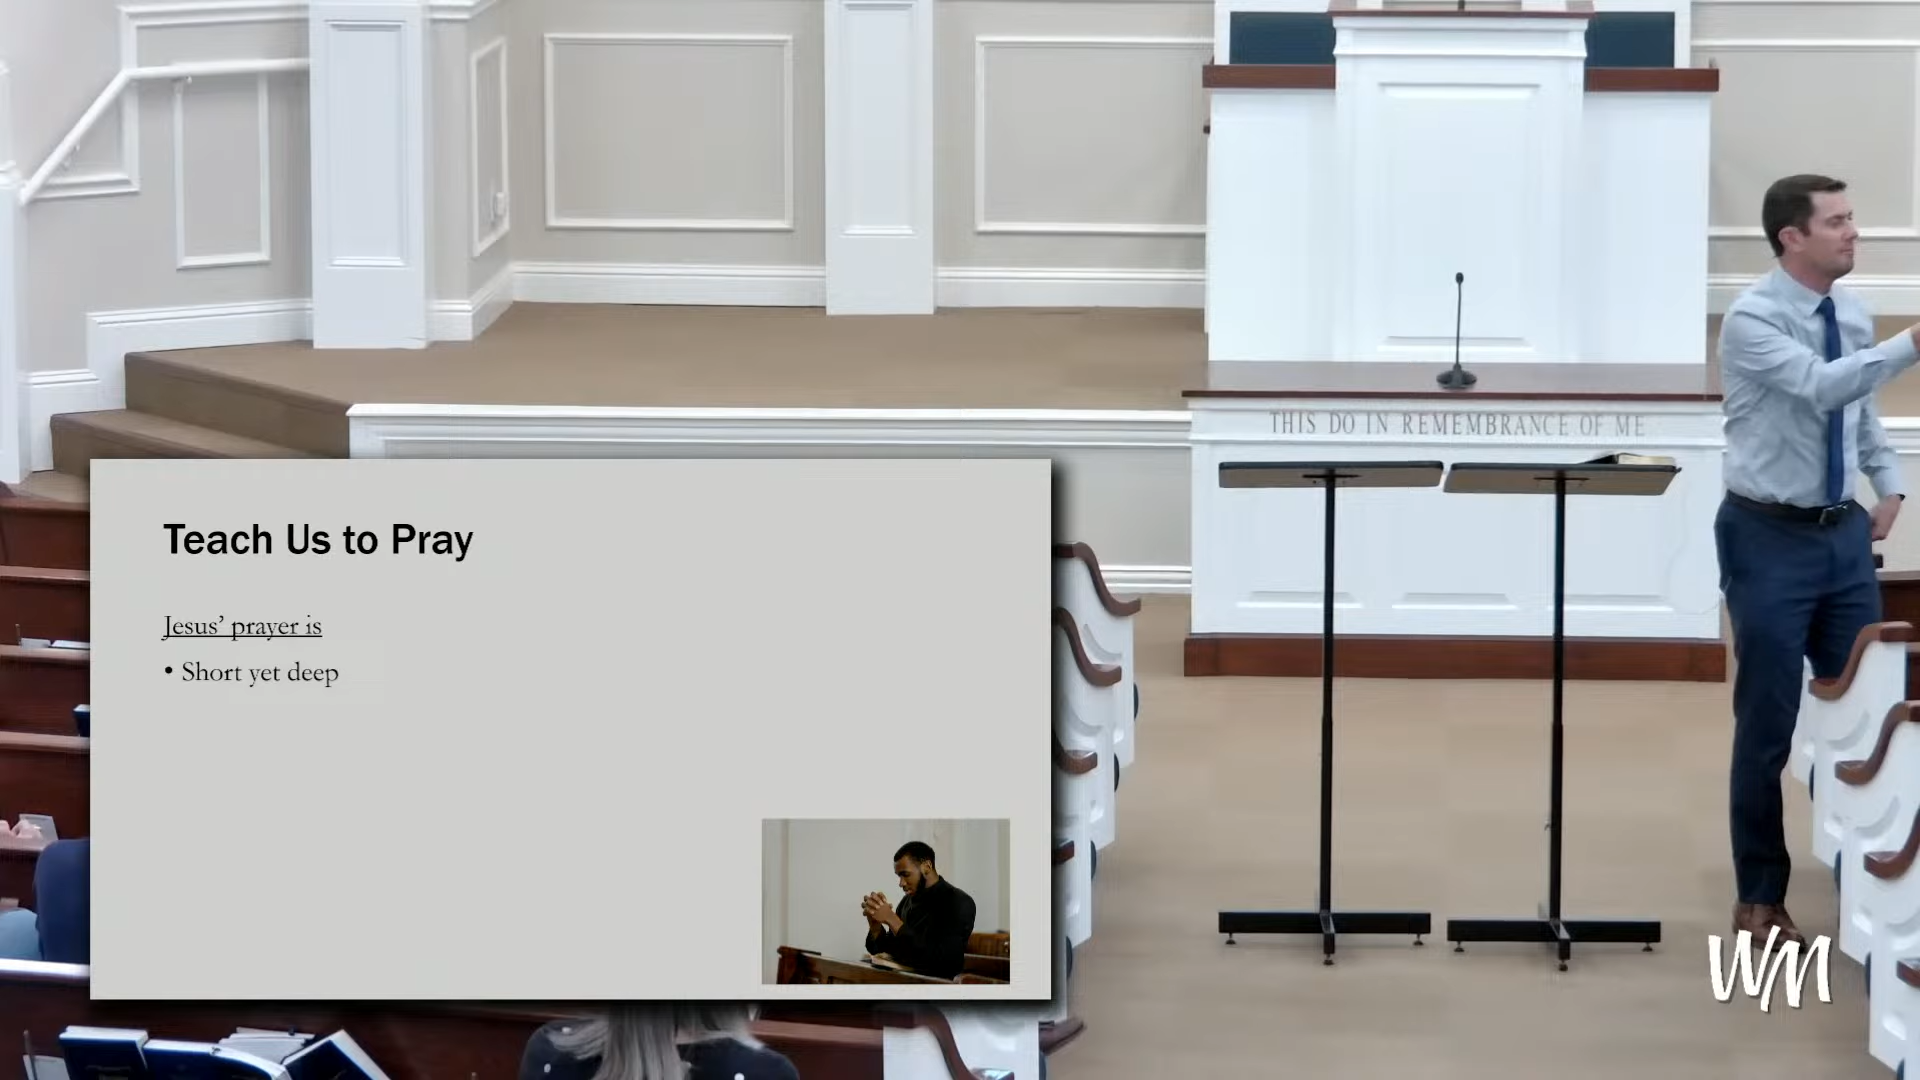 THIS DO IN REMEMBRANCE OF ME
Teach Us to Pray
Jesus’ prayer is
• Short yet deep
WM